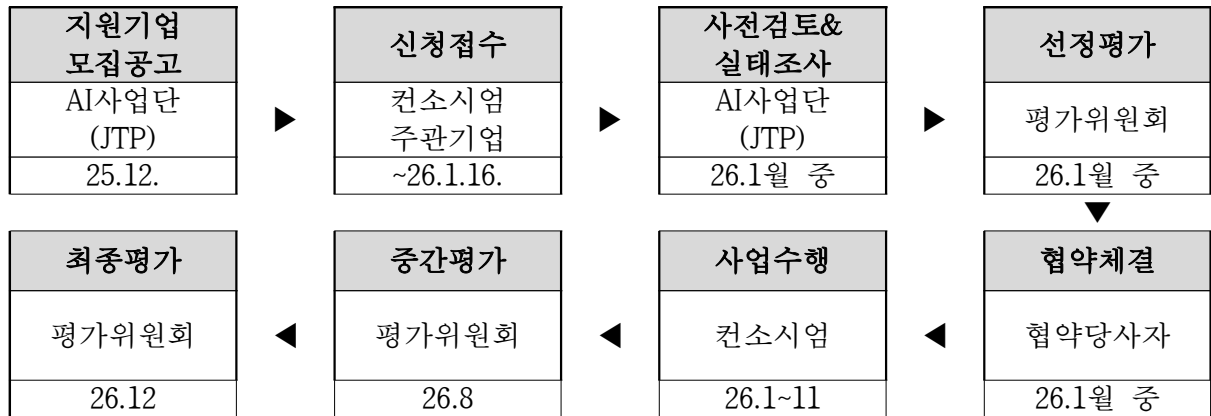 지원기업
모집공고
AI사업단
(JTP)
25.12.
▶
신청접수
컨소시엄
주관기업
~26.1.16.
▶
사전검토&
실태조사
AI사업단
(JTP)
26.1월 중
▶
선정평가
평가위원회
26.1월 중
▼
협약체결
협약당사자
26.1월 중
◀
사업수행
컨소시엄
26.1~11
◀
중간평가
평가위원회
26.8
◀
최종평가
평가위원회
26.12